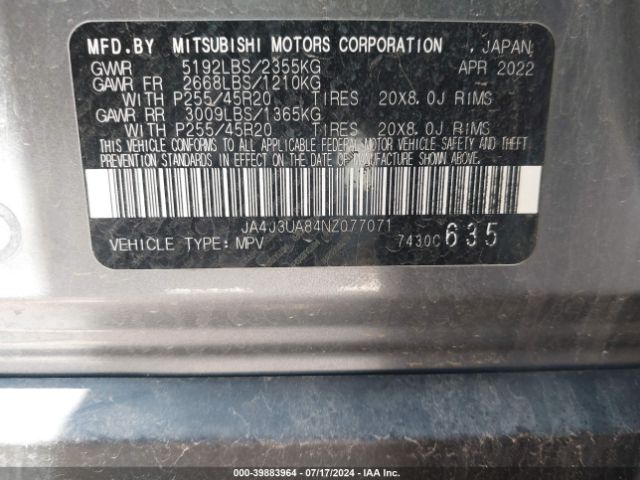 MFD.BY MITSUBISHI MOTORS CORPORATION . JAPAN
GVWR 5192LBS/2355KG APR 2022
GAWR FR 2668LBS/1210KG
WITH P255/45R20 TIRES 20X8.0J RIMS
GAWR RR 3009LBS/1365KG
WITH P255/45R20 TIRES 20X8.0J RIMS
THIS VEHICLE CONFORMS TO ALL APPLICABLE FEDERAL MOTOR VEHICLE SAFETY AND THEFT
PREVENTION STANDARDS IN EFFECT ON THE DATE OF MANUFACTURE SHOWN ABOVE.
JA4J3UA84NZ077071
VEHICLE TYPE: MPV 7430C 635
000-39883964 / 07/17/2024 - IAA Inc.